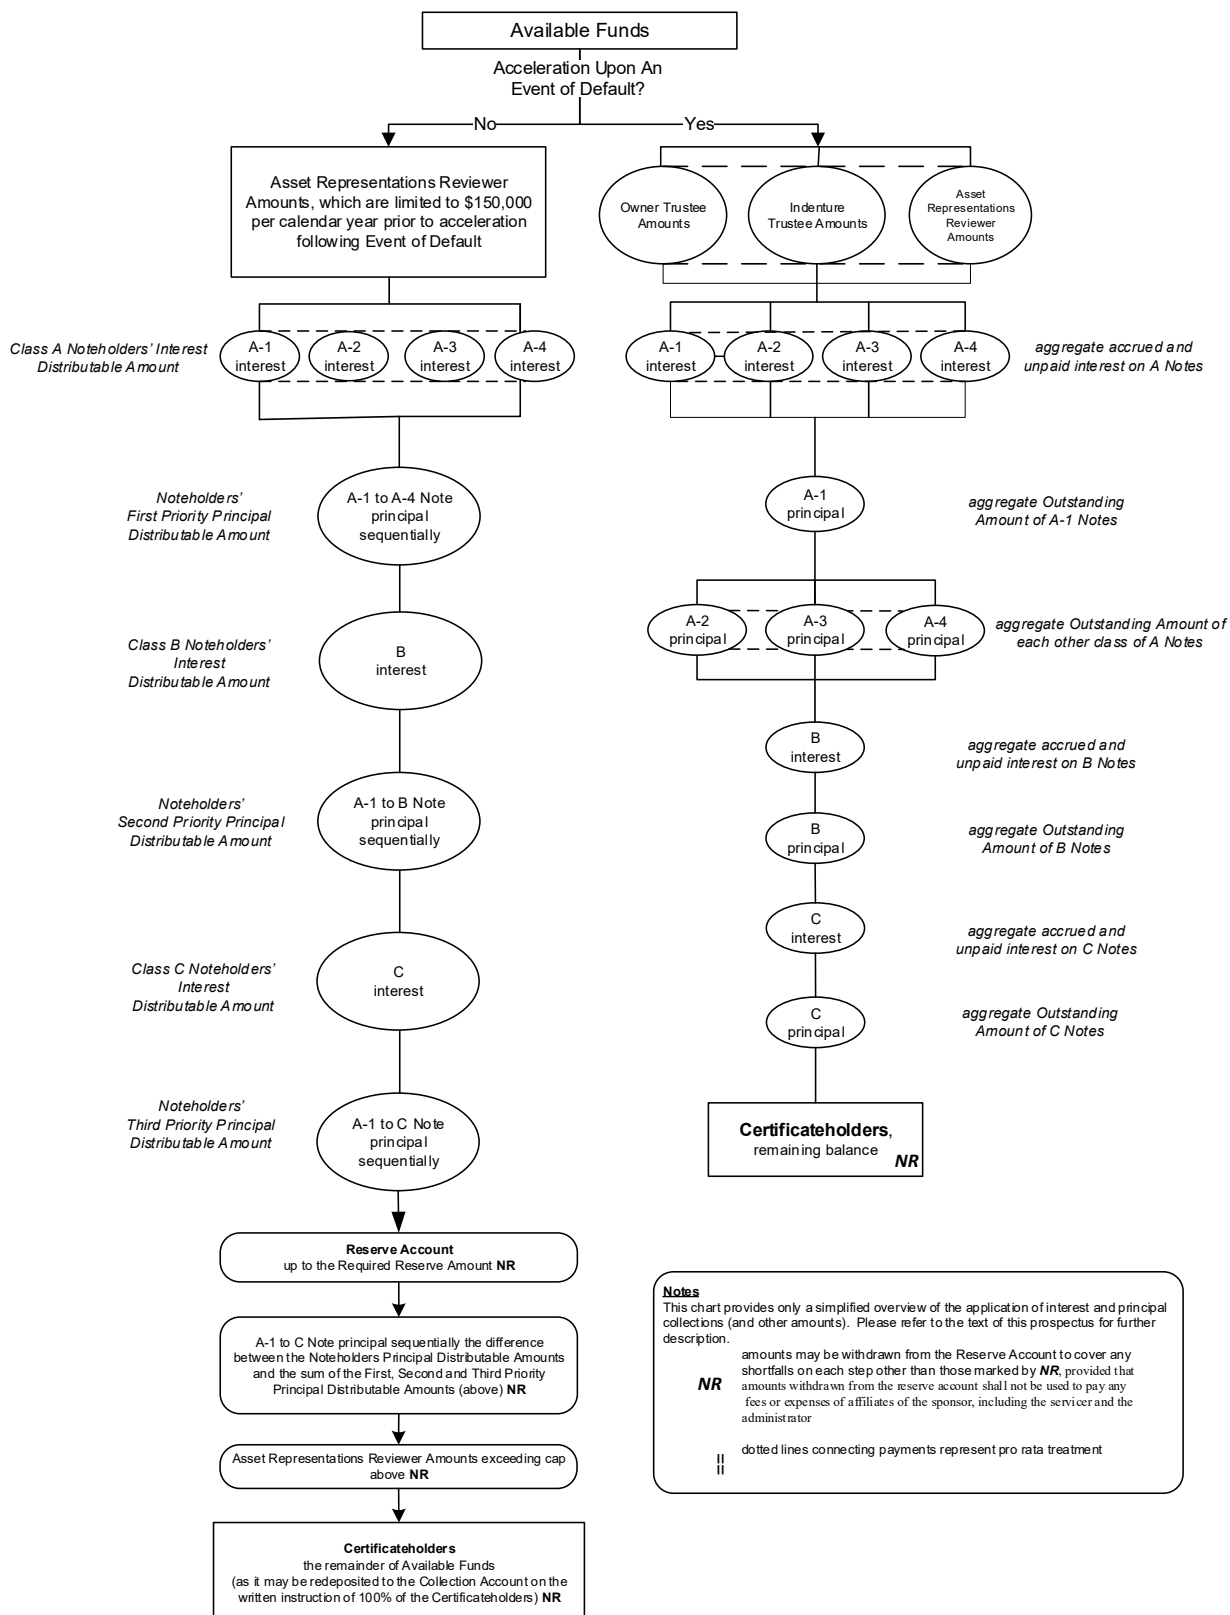 Available Funds
Acceleration Upon An
Event of Default?
No
Yes
Asset Representations Reviewer
Amounts, which are limited to $150,000
per calendar year prior to acceleration
following Event of Default
Class A Noteholders’ Interest
Distributable Amount
A-1
interest
A-2
interest
A-3
interest
A-4
interest
Noteholders’
First Priority Principal
Distributable Amount
A-1 to A-4 Note
principal
sequentially
Class B Noteholders’
Interest
Distributable Amount
B
interest
Noteholders’
Second Priority Principal
Distributable Amount
A-1 to B Note
principal
sequentially
Class C Noteholders’
Interest
Distributable Amount
C
interest
Noteholders’
Third Priority Principal
Distributable Amount
A-1 to C Note
principal
sequentially
Reserve Account
up to the Required Reserve Amount NR
A-1 to C Note principal sequentially the difference
between the Noteholders Principal Distributable Amounts
and the sum of the First, Second and Third Priority
Principal Distributable Amounts (above) NR
Asset Representations Reviewer Amounts exceeding cap
above NR
Certificateholders
the remainder of Available Funds
(as it may be redeposited to the Collection Account on the
written instruction of 100% of the Certificateholders) NR
Owner Trustee
Amounts
Indenture
Trustee Amounts
Asset
Representations
Reviewer
Amounts
A-1
interest
A-2
interest
A-3
interest
A-4
interest
aggregate accrued and
unpaid interest on A Notes
A-1
principal
aggregate Outstanding
Amount of A-1 Notes
A-2
principal
A-3
principal
A-4
principal
aggregate Outstanding Amount of
each other class of A Notes
B
interest
aggregate accrued and
unpaid interest on B Notes
B
principal
aggregate Outstanding
Amount of B Notes
C
interest
aggregate accrued and
unpaid interest on C Notes
C
principal
aggregate Outstanding
Amount of C Notes
Certificateholders,
remaining balance
NR
Notes
This chart provides only a simplified overview of the application of interest and principal
collections (and other amounts). Please refer to the text of this prospectus for further
description.
NR
amounts may be withdrawn from the Reserve Account to cover any
shortfalls on each step other than those marked by NR, provided that
amounts withdrawn from the reserve account shall not be used to pay any
fees or expenses of affiliates of the sponsor, including the servicer and the
administrator
dotted lines connecting payments represent pro rata treatment